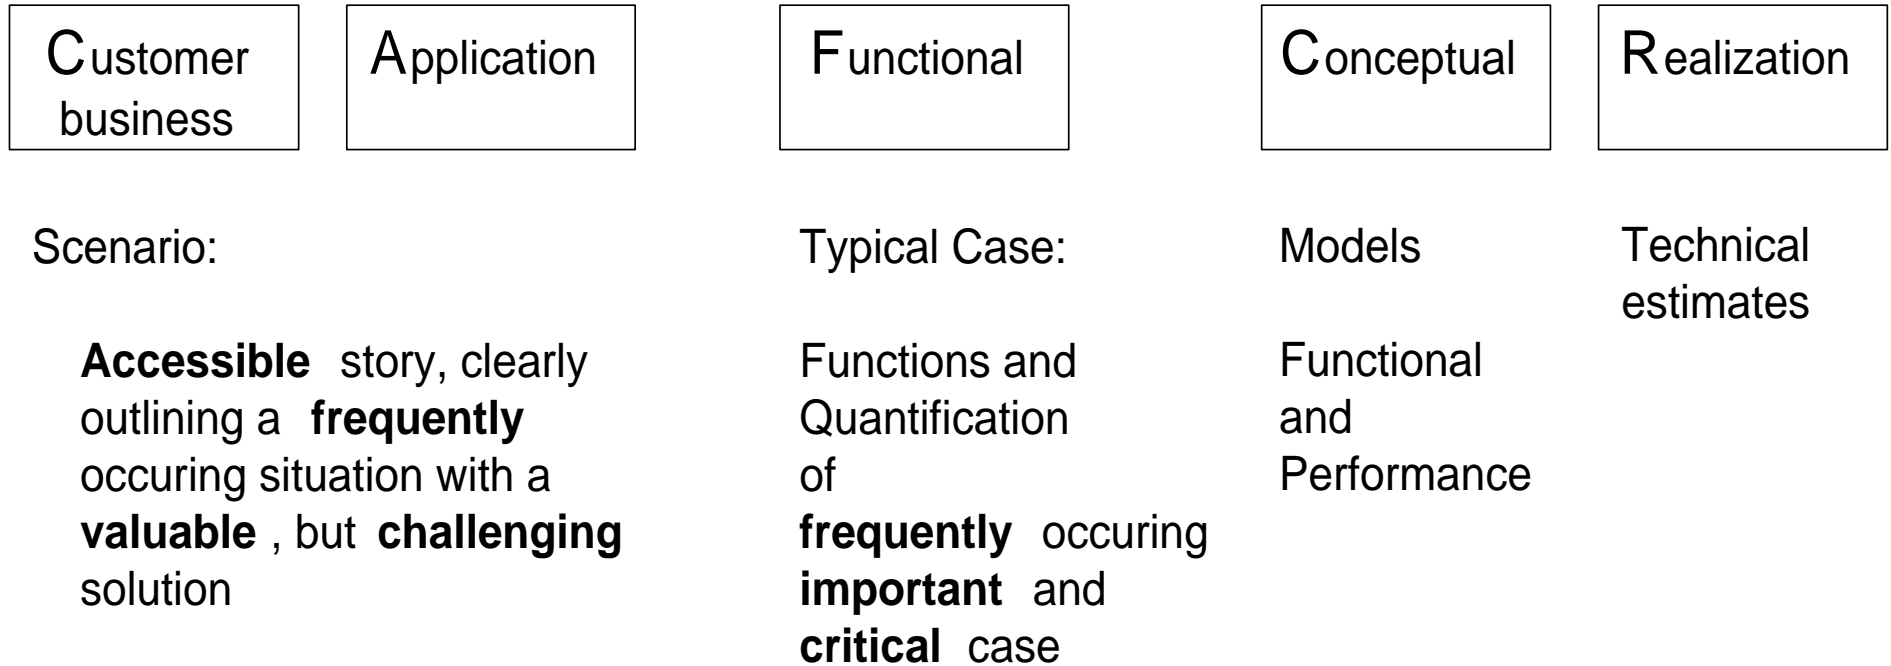 Customer
business
Application
Functional
Conceptual
Realization
Scenario:
Accessible story, clearly
outlining a frequently
occuring situation with a
valuable , but challenging
solution
Typical Case:
Functions and
Quantification
of
frequently occuring
important and
critical case
Models
Functional
and
Performance
Technical
estimates